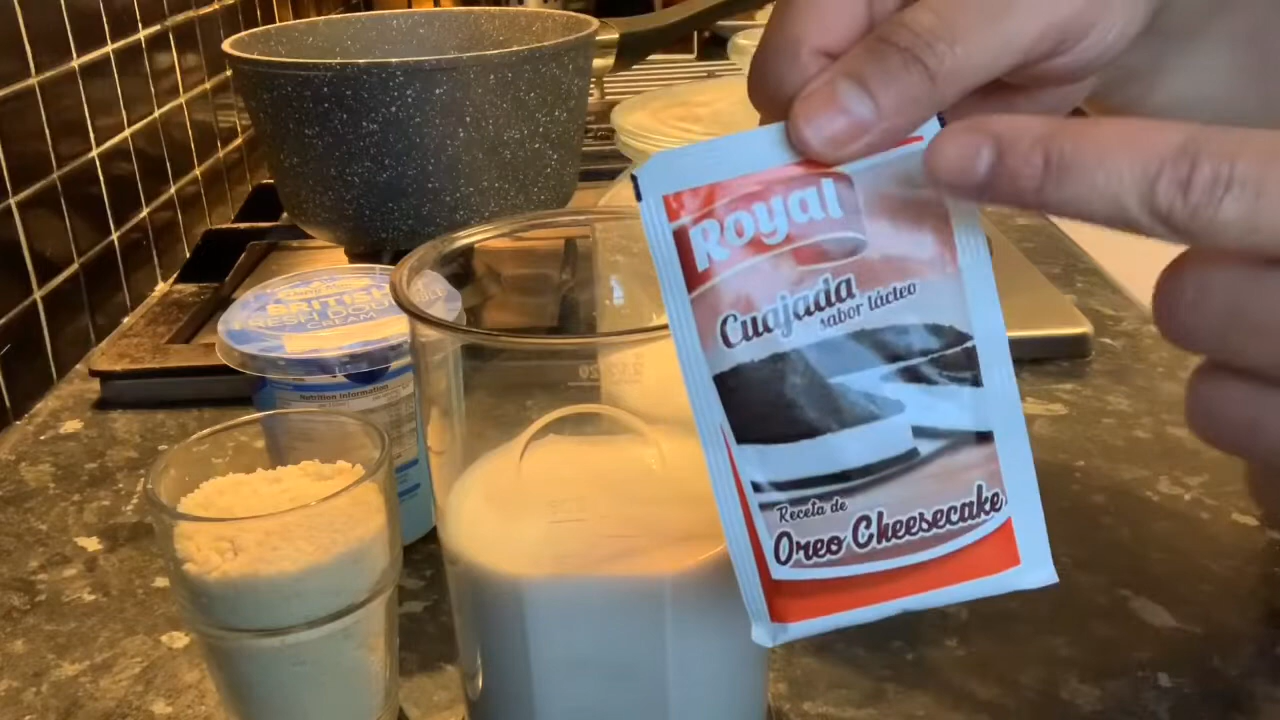 Royal
Cuajada
sabor lácteo
Receta de
Oreo Cheesecake
BRITISH
FRESH DOUBLE
CREAM
Nutrition Information